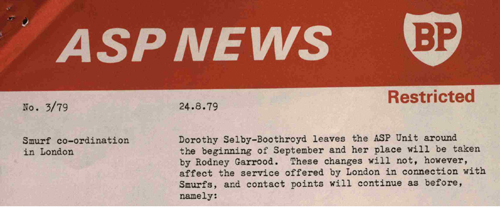 ASP NEWS
BP
Restricted
No. 3/79 24.8.79
Smurf co-ordination
in London
Dorothy Selby-Boothroyd leaves the ASP Unit around
the beginning of September and her place will be taken
by Rodney Garrood. These changes will not, however,
affect the service offered by London in connection with
Smurfs, and contact points will continue as before,
namely: